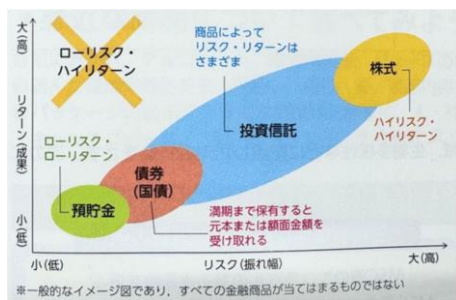 大(高)
ローリスク・
ハイリターン
商品によって
リスク・リターンは
さまざま
株式
リターン(成果)
ハイリスク・
ハイリターン
投資信託
ローリスク・
ローリターン
債券
(国債)
預貯金
満期まで保有すると
元本または額面金額を
受け取れる
小(低)
小(低)
リスク(振れ幅)
大(高)
※一般的なイメージ図であり，すべての金融商品が当てはまるものではない